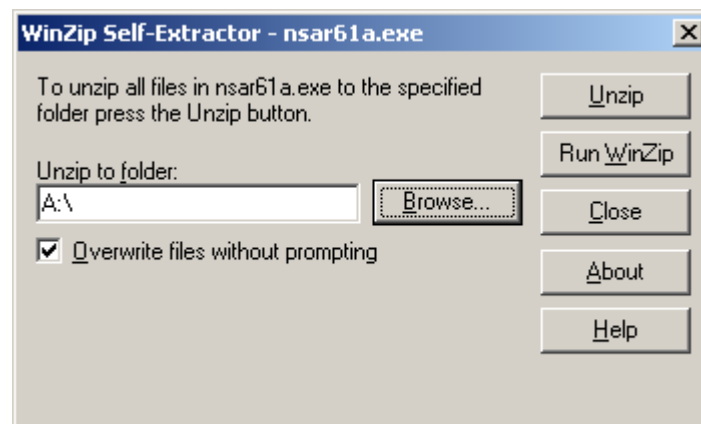 WinZip Self-Extractor - nsar61a.exe
To unzip all files in nsar61a.exe to the specified
folder press the Unzip button.
Unzip to folder:
A:\
Browse...
Overwrite files without prompting
Unzip
Run WinZip
Close
About
Help